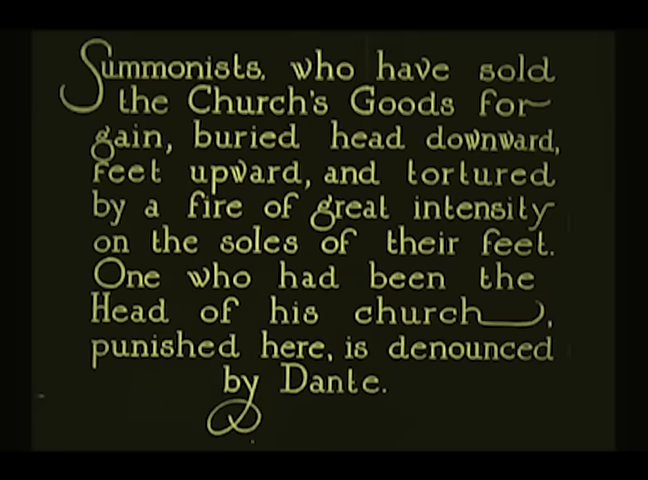 Summonists, who have sold
the Church's Goods for
gain, buried head downward,
feet upward, and tortured
by a fire of great intensity
on the soles of their feet.
One who had been the
Head of his church,
punished here, is denounced
by Dante.